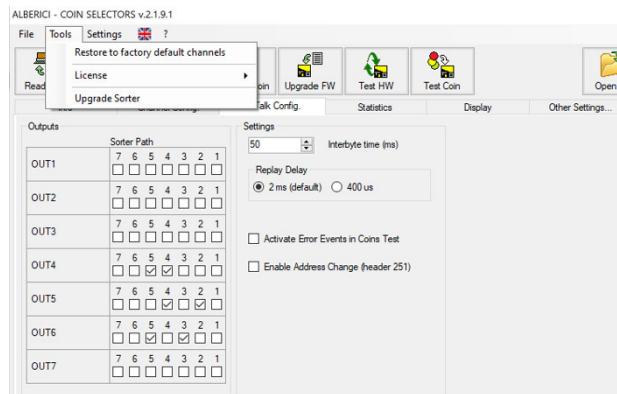 ALBERICI - COIN SELECTORS v.2.1.9.1
File Tools Settings ?
Restore to factory default channels
License
Upgrade Sorter
Read
oin Upgrade FW Test HW Test Coin Open
Talk Config. Statistics Display Other Settings...
Outputs Settings
Sorter Path
50 Interbyte time (ms)
OUT1 7 6 5 4 3 2 1
Replay Delay
2 ms (default) 400 us
OUT2 7 6 5 4 3 2 1
OUT3 7 6 5 4 3 2 1
Activate Error Events in Coins Test
OUT4 7 6 5 4 3 2 1
Enable Address Change (header 251)
OUT5 7 6 5 4 3 2 1
OUT6 7 6 5 4 3 2 1
OUT7 7 6 5 4 3 2 1